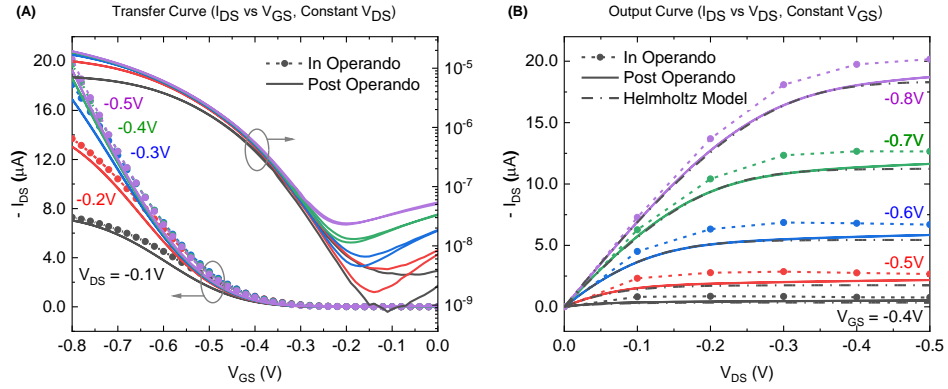 (A)
Transfer Curve (I_DS vs V_GS, Constant V_DS)
20.0
16.0
12.0
8.0
4.0
0.0
- I_DS (µA)
In Operando
Post Operando
-0.5V
-0.4V
-0.3V
-0.2V
V_DS = -0.1V
10^-5
10^-6
10^-7
10^-8
10^-9
-0.8
-0.7
-0.6
-0.5
-0.4
-0.3
-0.2
-0.1
0.0
V_GS (V)
(B)
Output Curve (I_DS vs V_DS, Constant V_GS)
20.0
15.0
10.0
5.0
0.0
- I_DS (µA)
In Operando
Post Operando
Helmholtz Model
-0.8V
-0.7V
-0.6V
-0.5V
V_GS = -0.4V
0.0
-0.1
-0.2
-0.3
-0.4
-0.5
V_DS (V)